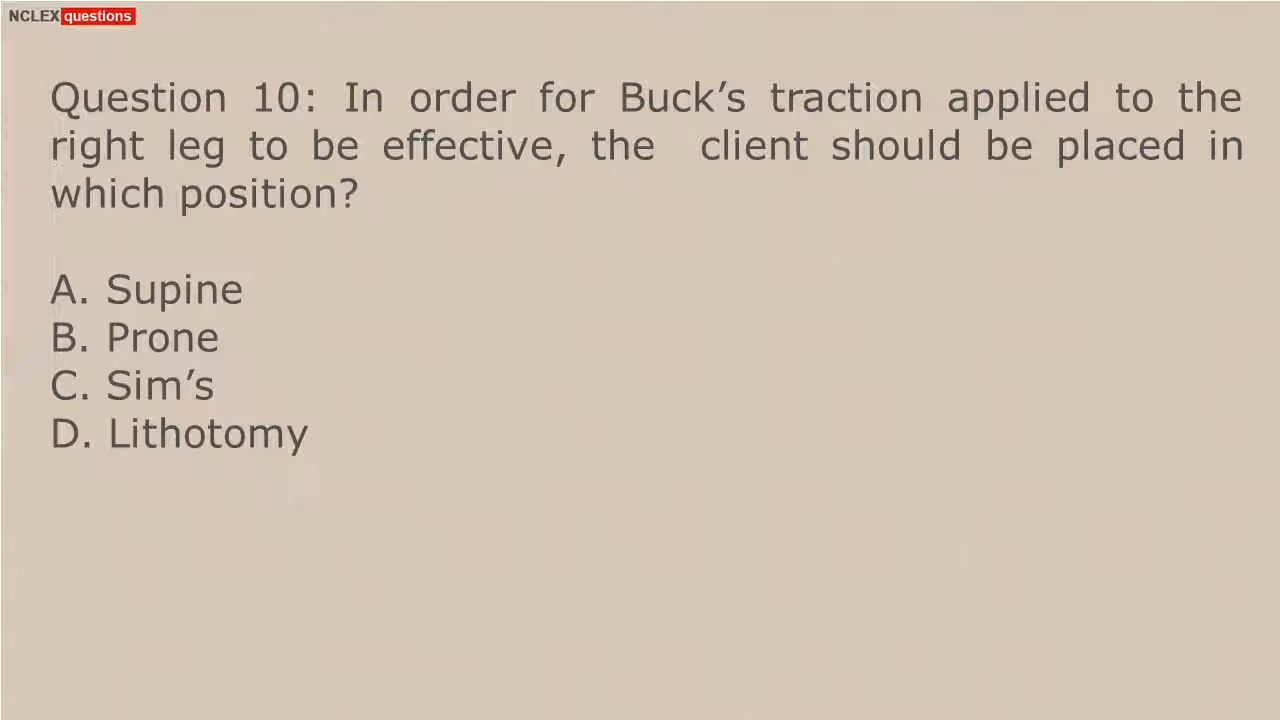 NCLEX questions
Question 10: In order for Buck’s traction applied to the
right leg to be effective, the client should be placed in
which position?
A. Supine
B. Prone
C. Sim’s
D. Lithotomy